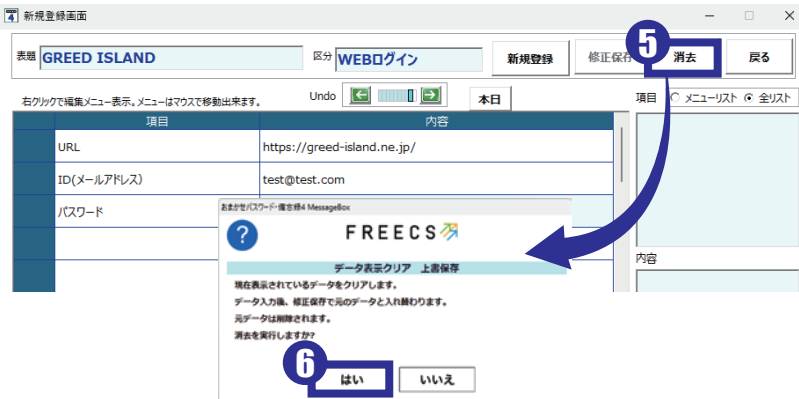 4 新規登録画面
表題 GREED ISLAND 区分 WEBログイン 新規登録 修正保存 5 消去 戻る
右クリックで編集メニュー表示。メニューはマウスで移動出来ます。 Undo 本日 項目 メニューリスト 全リスト
項目 内容
URL https://greed-island.ne.jp/
ID(メールアドレス) test@test.com
パスワード
内容
おまかせパスワード・備忘録4 MessageBox
? FREECS
データ表示クリア 上書保存
現在表示されているデータをクリアします。
データ入力後、修正保存で元のデータと入れ替わります。
元データは削除されます。
消去を実行しますか?
6 はい いいえ